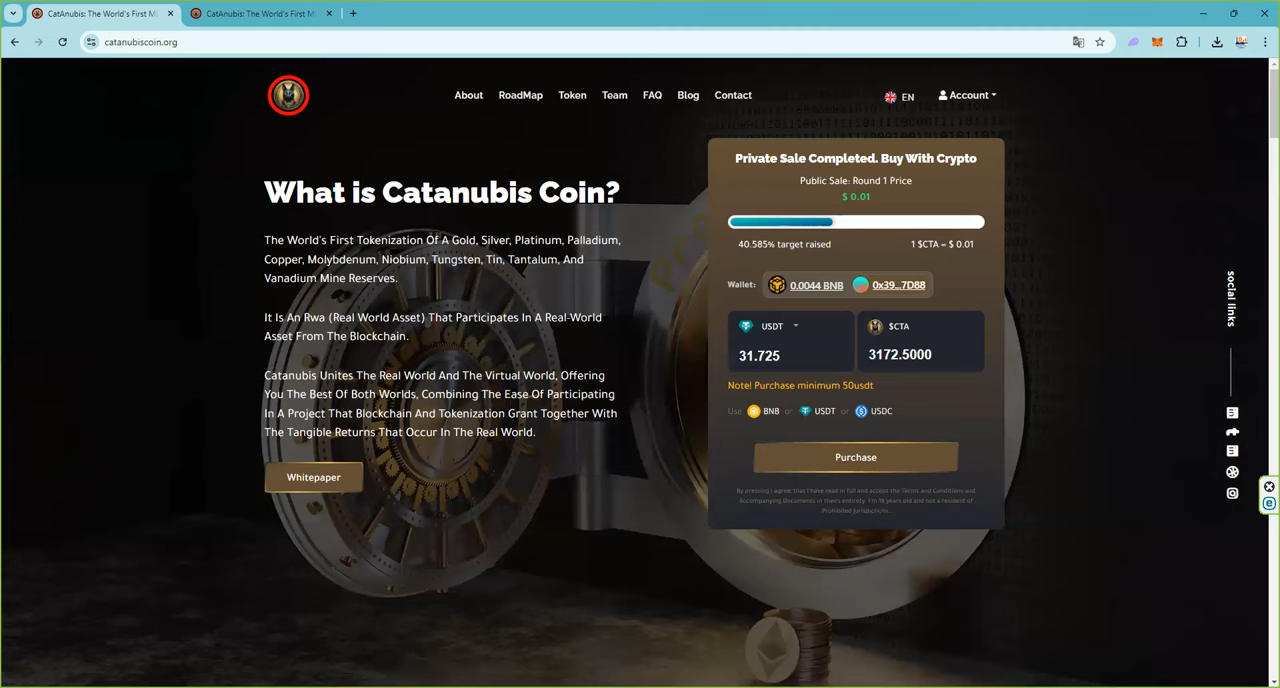 CatAnubis: The World's First Mi
CatAnubis: The World's First Mi
catanubiscoin.org
About RoadMap Token Team FAQ Blog Contact
EN Account
What is Catanubis Coin?
The World's First Tokenization Of A Gold, Silver, Platinum, Palladium,
Copper, Molybdenum, Niobium, Tungsten, Tin, Tantalum, And
Vanadium Mine Reserves.
It Is An Rwa (Real World Asset) That Participates In A Real-World
Asset From The Blockchain.
Catanubis Unites The Real World And The Virtual World, Offering
You The Best Of Both Worlds, Combining The Ease Of Participating
In A Project That Blockchain And Tokenization Grant Together With
The Tangible Returns That Occur In The Real World.
Whitepaper
Private Sale Completed. Buy With Crypto
Public Sale: Round 1 Price
$ 0.01
40.585% target raised 1 $CTA = $ 0.01
Wallet: 0.0044 BNB 0x39...7D88
USDT $CTA
31.725 3172.5000
Note! Purchase minimum 50usdt
Use BNB or USDT or USDC
Purchase
By pressing I agree, that I have read in full and accept the Terms and Conditions and
Accompanying Documents in theirs entirely. I'm 18 years old and not a resident of
Prohibited Jurisdictions.
social links